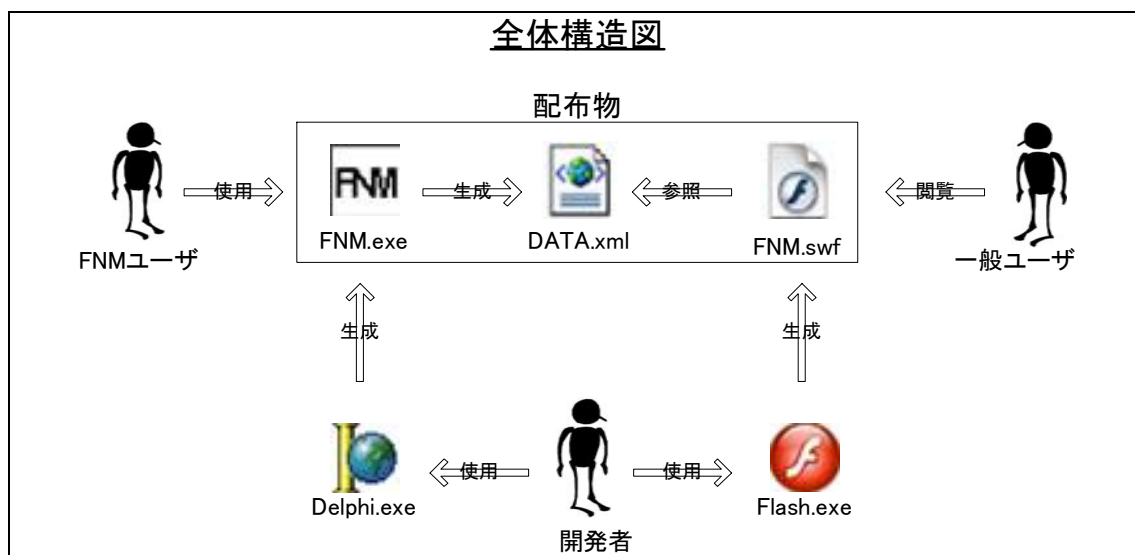 全体構造図
配布物
使用
FNM
生成
参照
閲覧
FNM.exe
DATA.xml
FNM.swf
FNMユーザ
一般ユーザ
生成
生成
使用
使用
Delphi.exe
Flash.exe
開発者